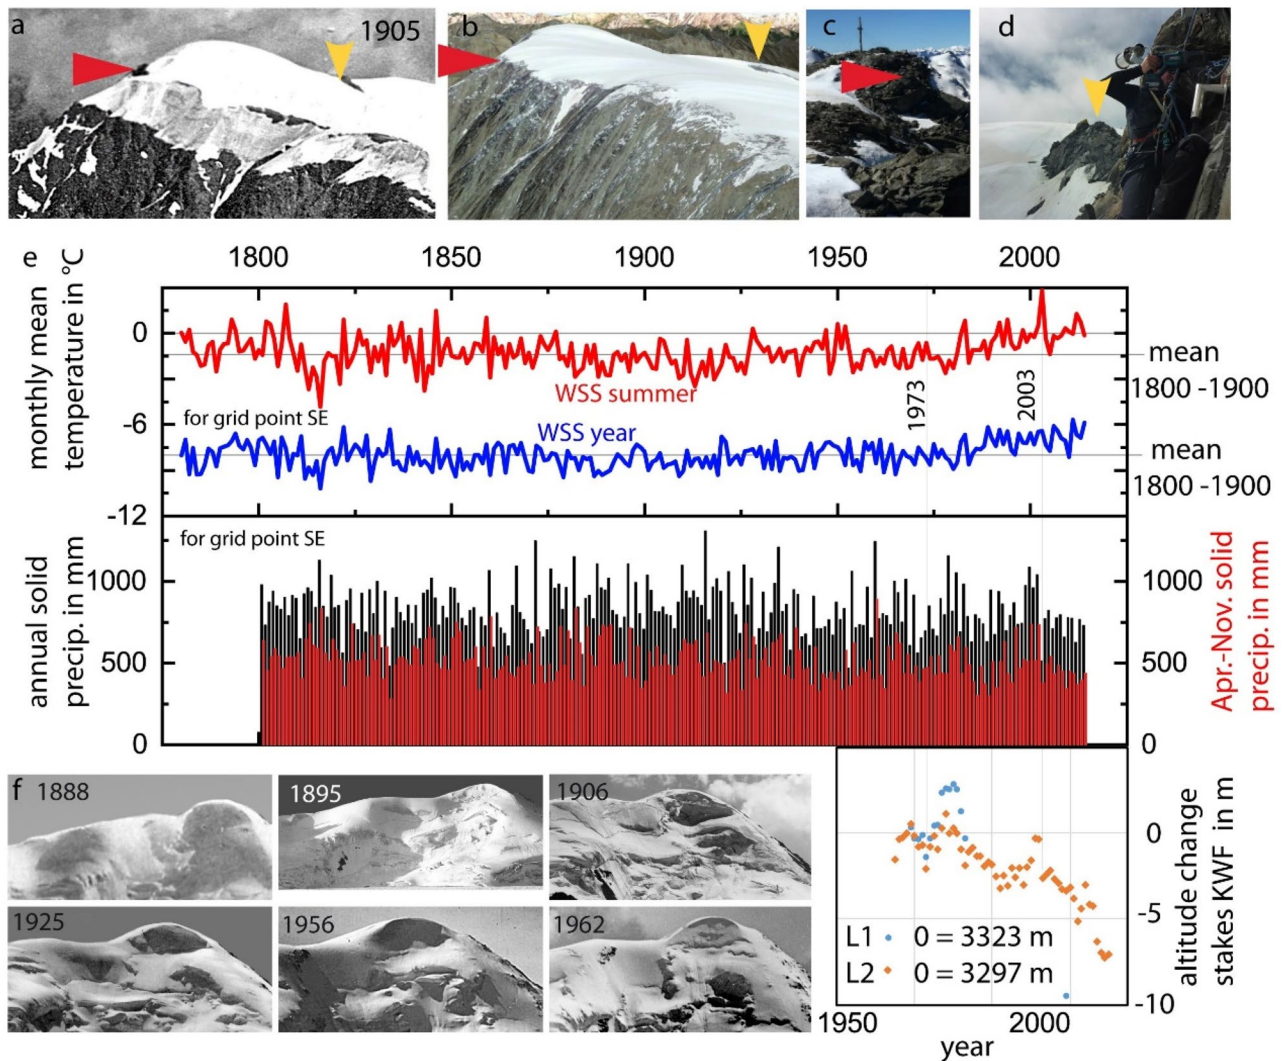 a
1905
b
c
d
e
1800
1850
1900
1950
2000
monthly mean
temperature in °C
0
-6
-12
WSS summer
for grid point SE
WSS year
1973
2003
mean
1800 -1900
mean
1800 -1900
for grid point SE
annual solid
precip. in mm
1000
500
0
1000
500
0
Apr.-Nov. solid
precip. in mm
f
1888
1895
1906
1925
1956
1962
0
-5
-10
L1
0 = 3323 m
L2
0 = 3297 m
1950
2000
year
altitude change
stakes KWF in m